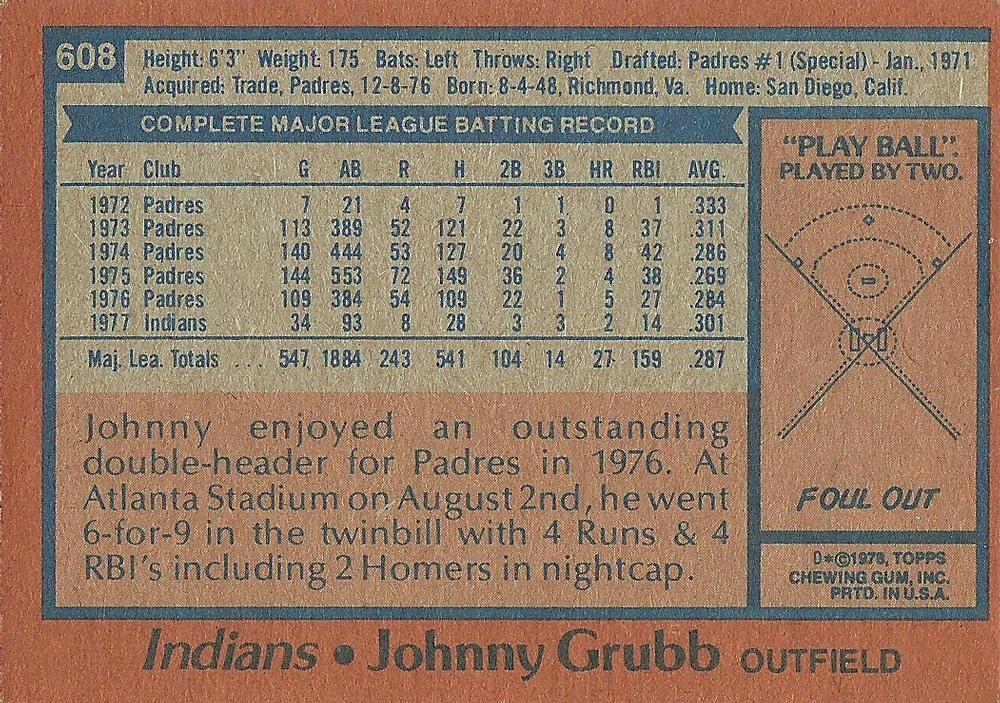 608
Height: 6'3" Weight: 175 Bats: Left Throws: Right Drafted: Padres #1 (Special) - Jan., 1971
Acquired: Trade, Padres, 12-8-76 Born: 8-4-48, Richmond, Va. Home: San Diego, Calif.
COMPLETE MAJOR LEAGUE BATTING RECORD
Year Club G AB R H 2B 3B HR RBI AVG.
1972 Padres 7 21 4 7 1 1 0 1 .333
1973 Padres 113 389 52 121 22 3 8 37 .311
1974 Padres 140 444 53 127 20 4 8 42 .286
1975 Padres 144 553 72 149 36 2 4 38 .269
1976 Padres 109 384 54 109 22 1 5 27 .284
1977 Indians 34 93 8 28 3 3 2 14 .301
Maj. Lea. Totals ... 547 1884 243 541 104 14 27 159 .287
Johnny enjoyed an outstanding
double-header for Padres in 1976. At
Atlanta Stadium on August 2nd, he went
6-for-9 in the twinbill with 4 Runs & 4
RBI's including 2 Homers in nightcap.
"PLAY BALL".
PLAYED BY TWO.
FOUL OUT
D*©1978, TOPPS
CHEWING GUM, INC.
PRTD. IN U.S.A.
Indians • Johnny Grubb OUTFIELD